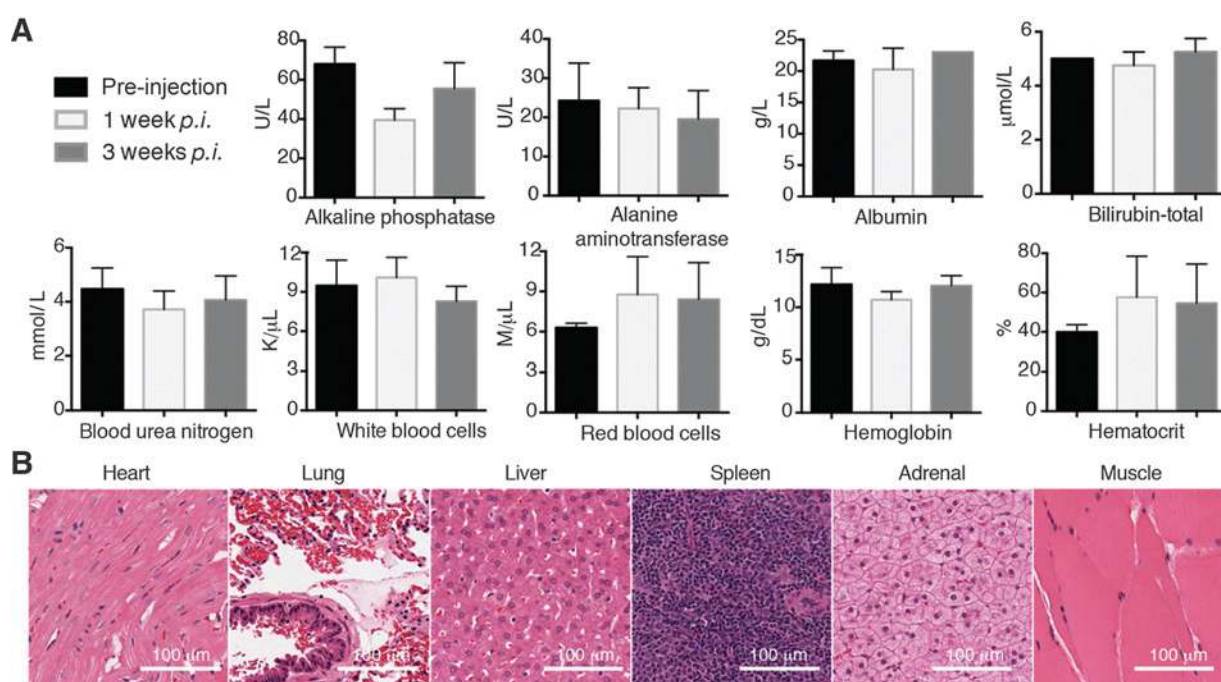 A
Pre-injection
1 week p.i.
3 weeks p.i.
U/L
80
60
40
20
0
Alkaline phosphatase
U/L
40
30
20
10
0
Alanine
aminotransferase
g/L
25
20
15
10
5
0
Albumin
μmol/L
6
4
2
0
Bilirubin-total
mmol/ L
6
4
2
0
Blood urea nitrogen
K/μL
12
9
6
3
0
White blood cells
M/μL
12
9
6
3
0
Red blood cells
g/dL
15
10
5
0
Hemoglobin
%
80
60
40
20
0
Hematocrit
B
Heart
Lung
Liver
Spleen
Adrenal
Muscle
100 μm
100 μm
100 μm
100 μm
100 μm
100 μm